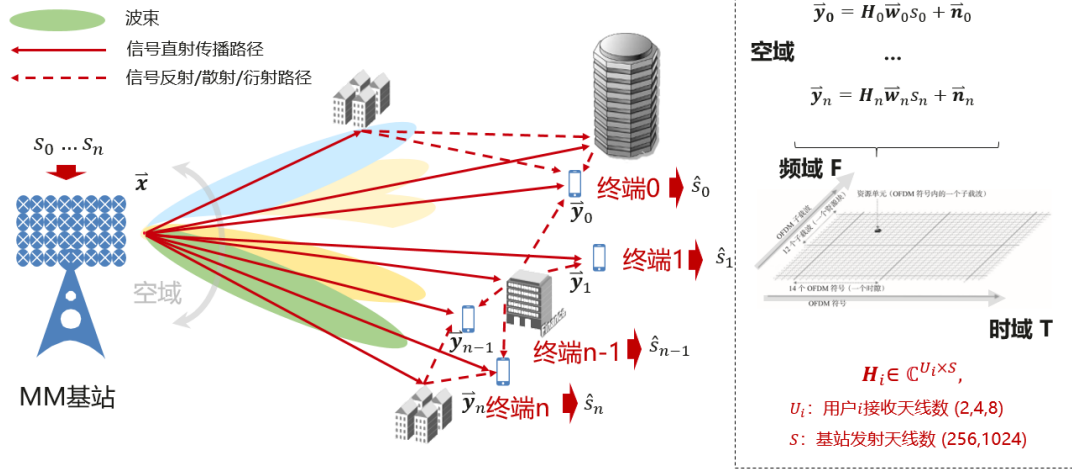 波束
信号直射传播路径
信号反射/散射/衍射路径
s₀ … sₙ
x⃗
空域
MM基站
终端0
ŝ₀
y⃗₀
终端1
ŝ₁
y⃗₁
Finance
终端n-1
ŝₙ₋₁
y⃗ₙ₋₁
y⃗ₙ
终端n
ŝₙ
y⃗₀ = H₀w⃗₀s₀ + n⃗₀
空域
…
y⃗ₙ = Hₙw⃗ₙsₙ + n⃗ₙ
频域 F
资源单元（OFDM 符号内的一个子载波）
OFDM 子载波
12 个子载波（一个资源块）
14 个 OFDM 符号（一个时隙）
OFDM 符号
时域 T
Hᵢ∈ ℂ^{Uᵢ×S},
Uᵢ：用户i接收天线数 (2,4,8)
S：基站发射天线数 (256,1024)